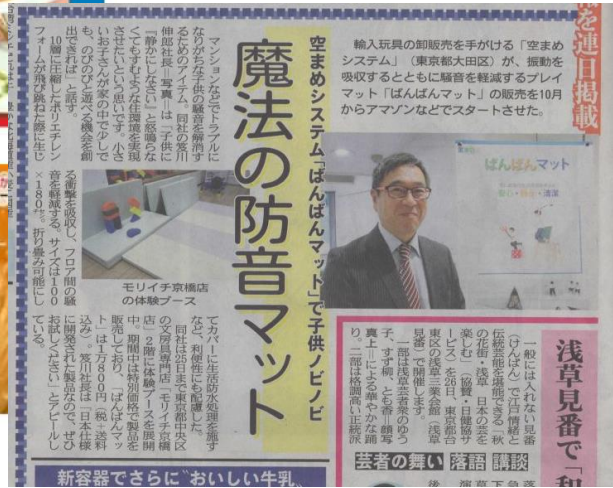 を連日掲載
輸入玩具の卸販売を手がける「空まめ
システム」(東京都大田区)が、振動を
吸収するとともに騒音を軽減するプレイ
マット「ぱんぱんマット」の販売を10月
からアマゾンなどでスタートさせた。
空まめシステム「ぱんぱんマット」で子供、ノビノビ
魔法の防音マット
マンションなどでトラブルに
なりがちな子供の騒音を解消す
るためのアイテム。同社の笈川
伸郎社長=写真=は「子供に
『静かにしなさい』と怒鳴らな
くてもすむような住環境を実現
させたいという思いです。小さ
いお子さんが家の中で少しで
も、のびのびと遊べる機会を創
出できれば」と話す。
10層に圧縮したポリエチレン
フォームが飛び跳ねた際に生じ
る衝撃を吸収し、フロア間の騒
音を軽減する。サイズは100
×180㌢。折り畳み可能にし
てカバーに生活防水処理を施す
など、利便性にも配慮した。
同社は25日まで東京都中央区
の文房具専門店「モリイチ京橋
店」2階に体験ブースを展開
中。期間中は特別価格で製品を
販売しており、「ぱんぱんマッ
ト」は1万800円(税+送料
込み)。笈川社長は「日本仕様
に開発された製品なので、ぜひ
お試しください」とアピールし
ている。
モリイチ京橋店
の体験ブース
ぱんぱんマット
安心・安全・清潔
浅草見番で「和
一般には入れない見番
(けんばん)で江戸情緒と
伝統芸能を堪能できる「秋
の花街・浅草 日本の芸を
楽しむ」(協賛・日健協サ
ービス)を26日、東京都台
東区の浅草三業会館(浅草
見番)で開催します。
一部は浅草芸者衆のゆう
子、すず柳、とも香=顔写
真上=による華やかな踊
り。二部は格調高い正統派
芸者の舞い 落語 講談
新容器でさらに〝おいしい牛乳〟